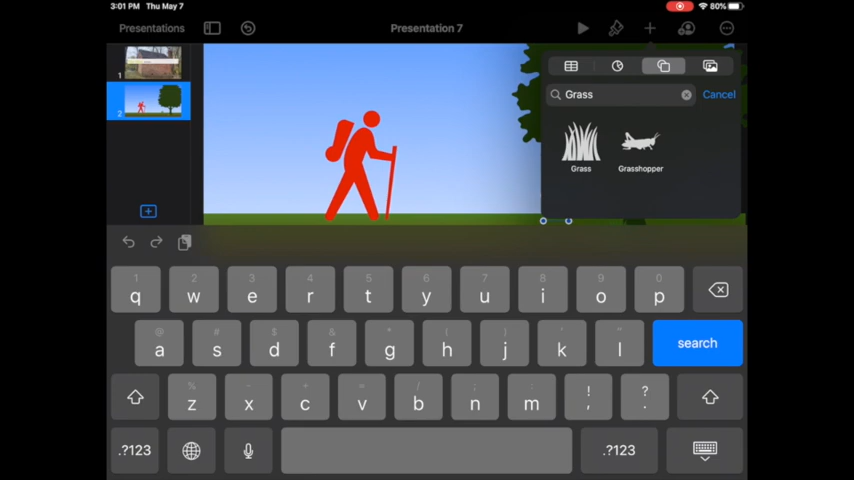 3:01 PM Thu May 7
80%
Presentations
Presentation 7
1
2
Grass
Cancel
Grass
Grasshopper
1 2 3 4 5 6 7 8 9 0
q w e r t y u i o p
@ # $ & * ( ) ' "
a s d f g h j k l
search
% - + = / ; : ! ?
z x c v b n m , .
.?123
.?123